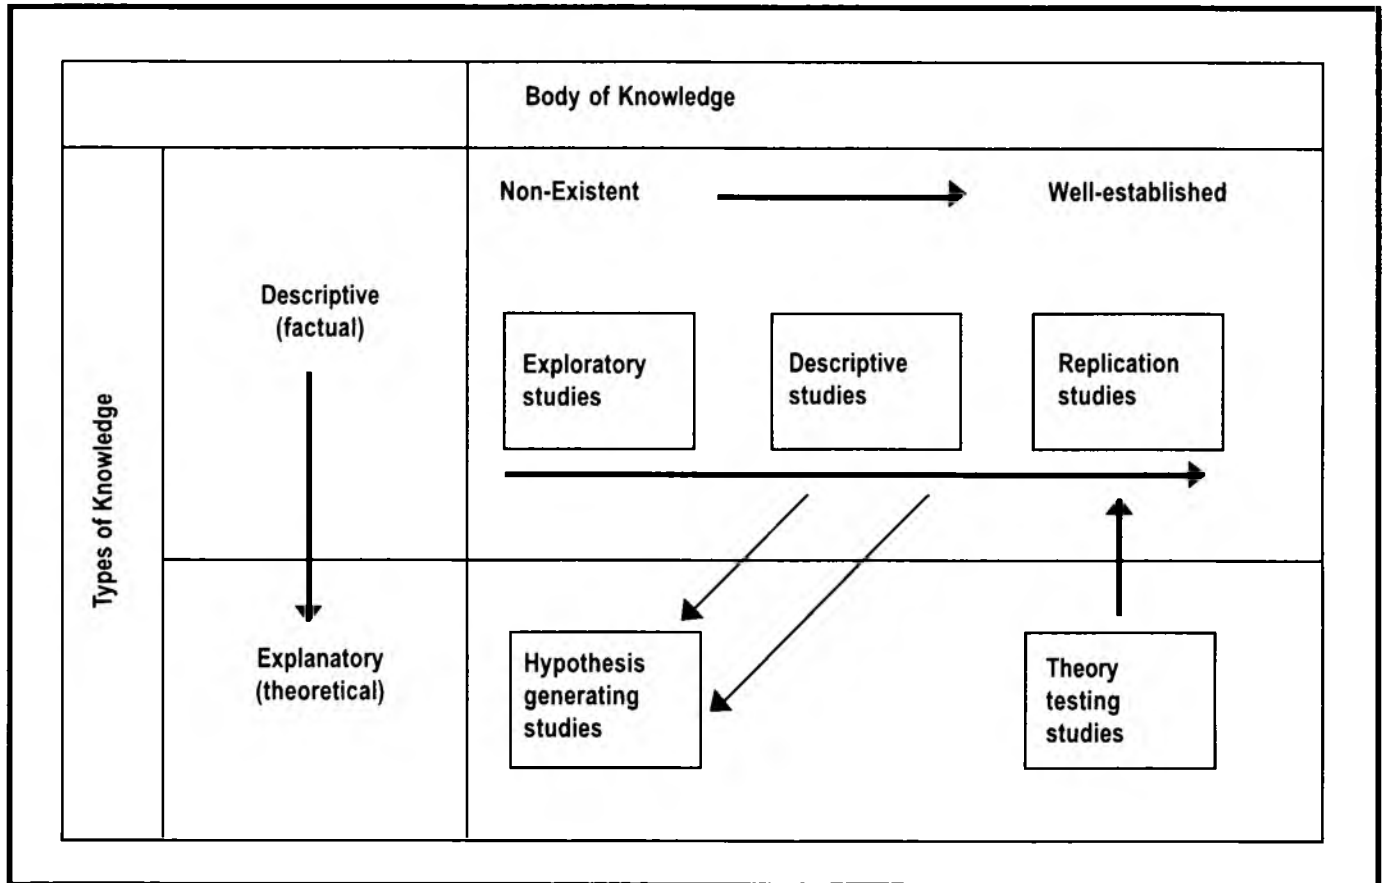 Body of Knowledge
Types of Knowledge
Non-Existent
Well-established
Descriptive
(factual)
Exploratory
studies
Descriptive
studies
Replication
studies
Explanatory
(theoretical)
Hypothesis
generating
studies
Theory
testing
studies